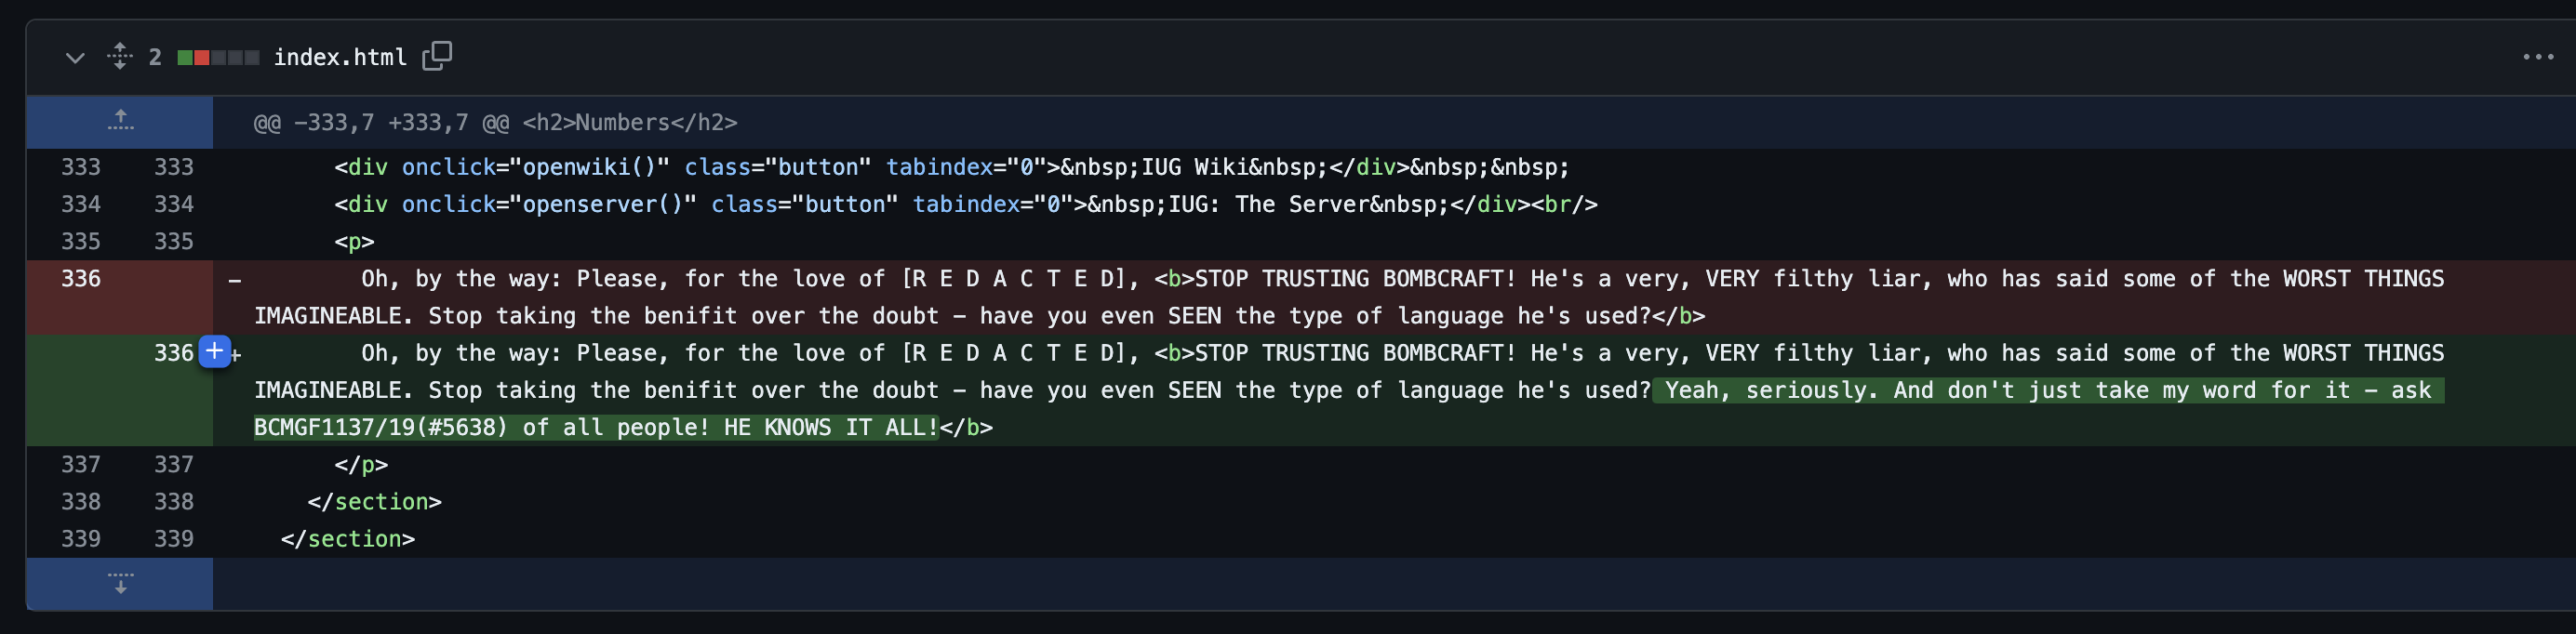 2 index.html
@@ -333,7 +333,7 @@ <h2>Numbers</h2>
333 333 <div onclick="openwiki()" class="button" tabindex="0">&nbsp;IUG Wiki&nbsp;</div>&nbsp;&nbsp;
334 334 <div onclick="openserver()" class="button" tabindex="0">&nbsp;IUG: The Server&nbsp;</div><br/>
335 335 <p>
336 - Oh, by the way: Please, for the love of [R E D A C T E D], <b>STOP TRUSTING BOMBCRAFT! He's a very, VERY filthy liar, who has said some of the WORST THINGS
IMAGINEABLE. Stop taking the benifit over the doubt - have you even SEEN the type of language he's used?</b>
336 + Oh, by the way: Please, for the love of [R E D A C T E D], <b>STOP TRUSTING BOMBCRAFT! He's a very, VERY filthy liar, who has said some of the WORST THINGS
IMAGINEABLE. Stop taking the benifit over the doubt - have you even SEEN the type of language he's used? Yeah, seriously. And don't just take my word for it - ask
BCMGF1137/19(#5638) of all people! HE KNOWS IT ALL!</b>
337 337 </p>
338 338 </section>
339 339 </section>